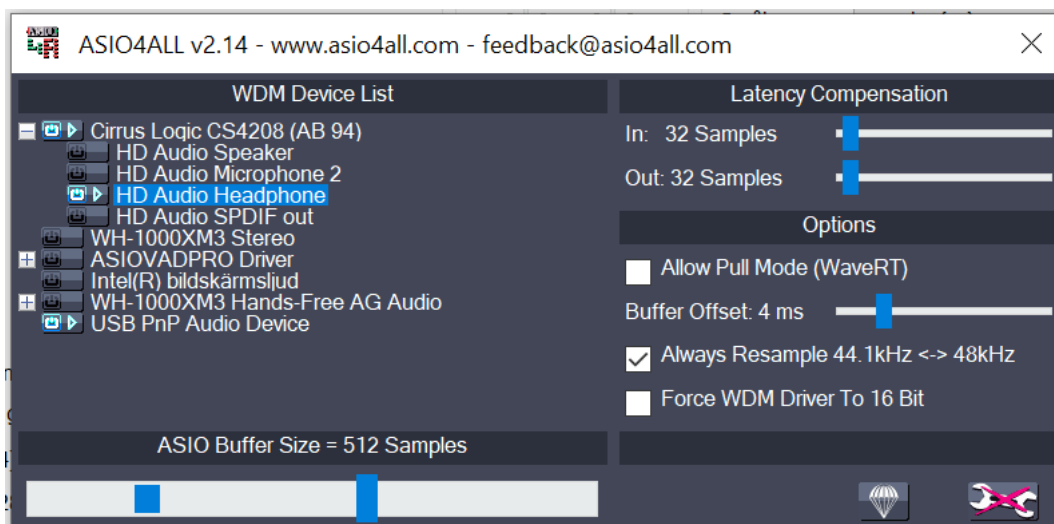 ASIO4ALL v2.14 - www.asio4all.com - feedback@asio4all.com
WDM Device List
Cirrus Logic CS4208 (AB 94)
HD Audio Speaker
HD Audio Microphone 2
HD Audio Headphone
HD Audio SPDIF out
WH-1000XM3 Stereo
ASIOVADPRO Driver
Intel(R) bildskärmsljud
WH-1000XM3 Hands-Free AG Audio
USB PnP Audio Device
ASIO Buffer Size = 512 Samples
Latency Compensation
In: 32 Samples
Out: 32 Samples
Options
Allow Pull Mode (WaveRT)
Buffer Offset: 4 ms
Always Resample 44.1kHz <-> 48kHz
Force WDM Driver To 16 Bit